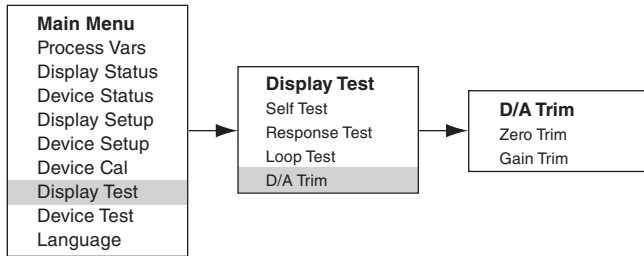 Main Menu
Process Vars
Display Status
Device Status
Display Setup
Device Setup
Device Cal
Display Test
Device Test
Language
Display Test
Self Test
Response Test
Loop Test
D/A Trim
D/A Trim
Zero Trim
Gain Trim